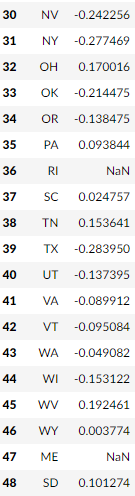 30 NV -0.242256
31 NY -0.277469
32 OH 0.170016
33 OK -0.214475
34 OR -0.138475
35 PA 0.093844
36 RI NaN
37 SC 0.024757
38 TN 0.153641
39 TX -0.283950
40 UT -0.137395
41 VA -0.089912
42 VT -0.095084
43 WA -0.049082
44 WI -0.153122
45 WV 0.192461
46 WY 0.003774
47 ME NaN
48 SD 0.101274